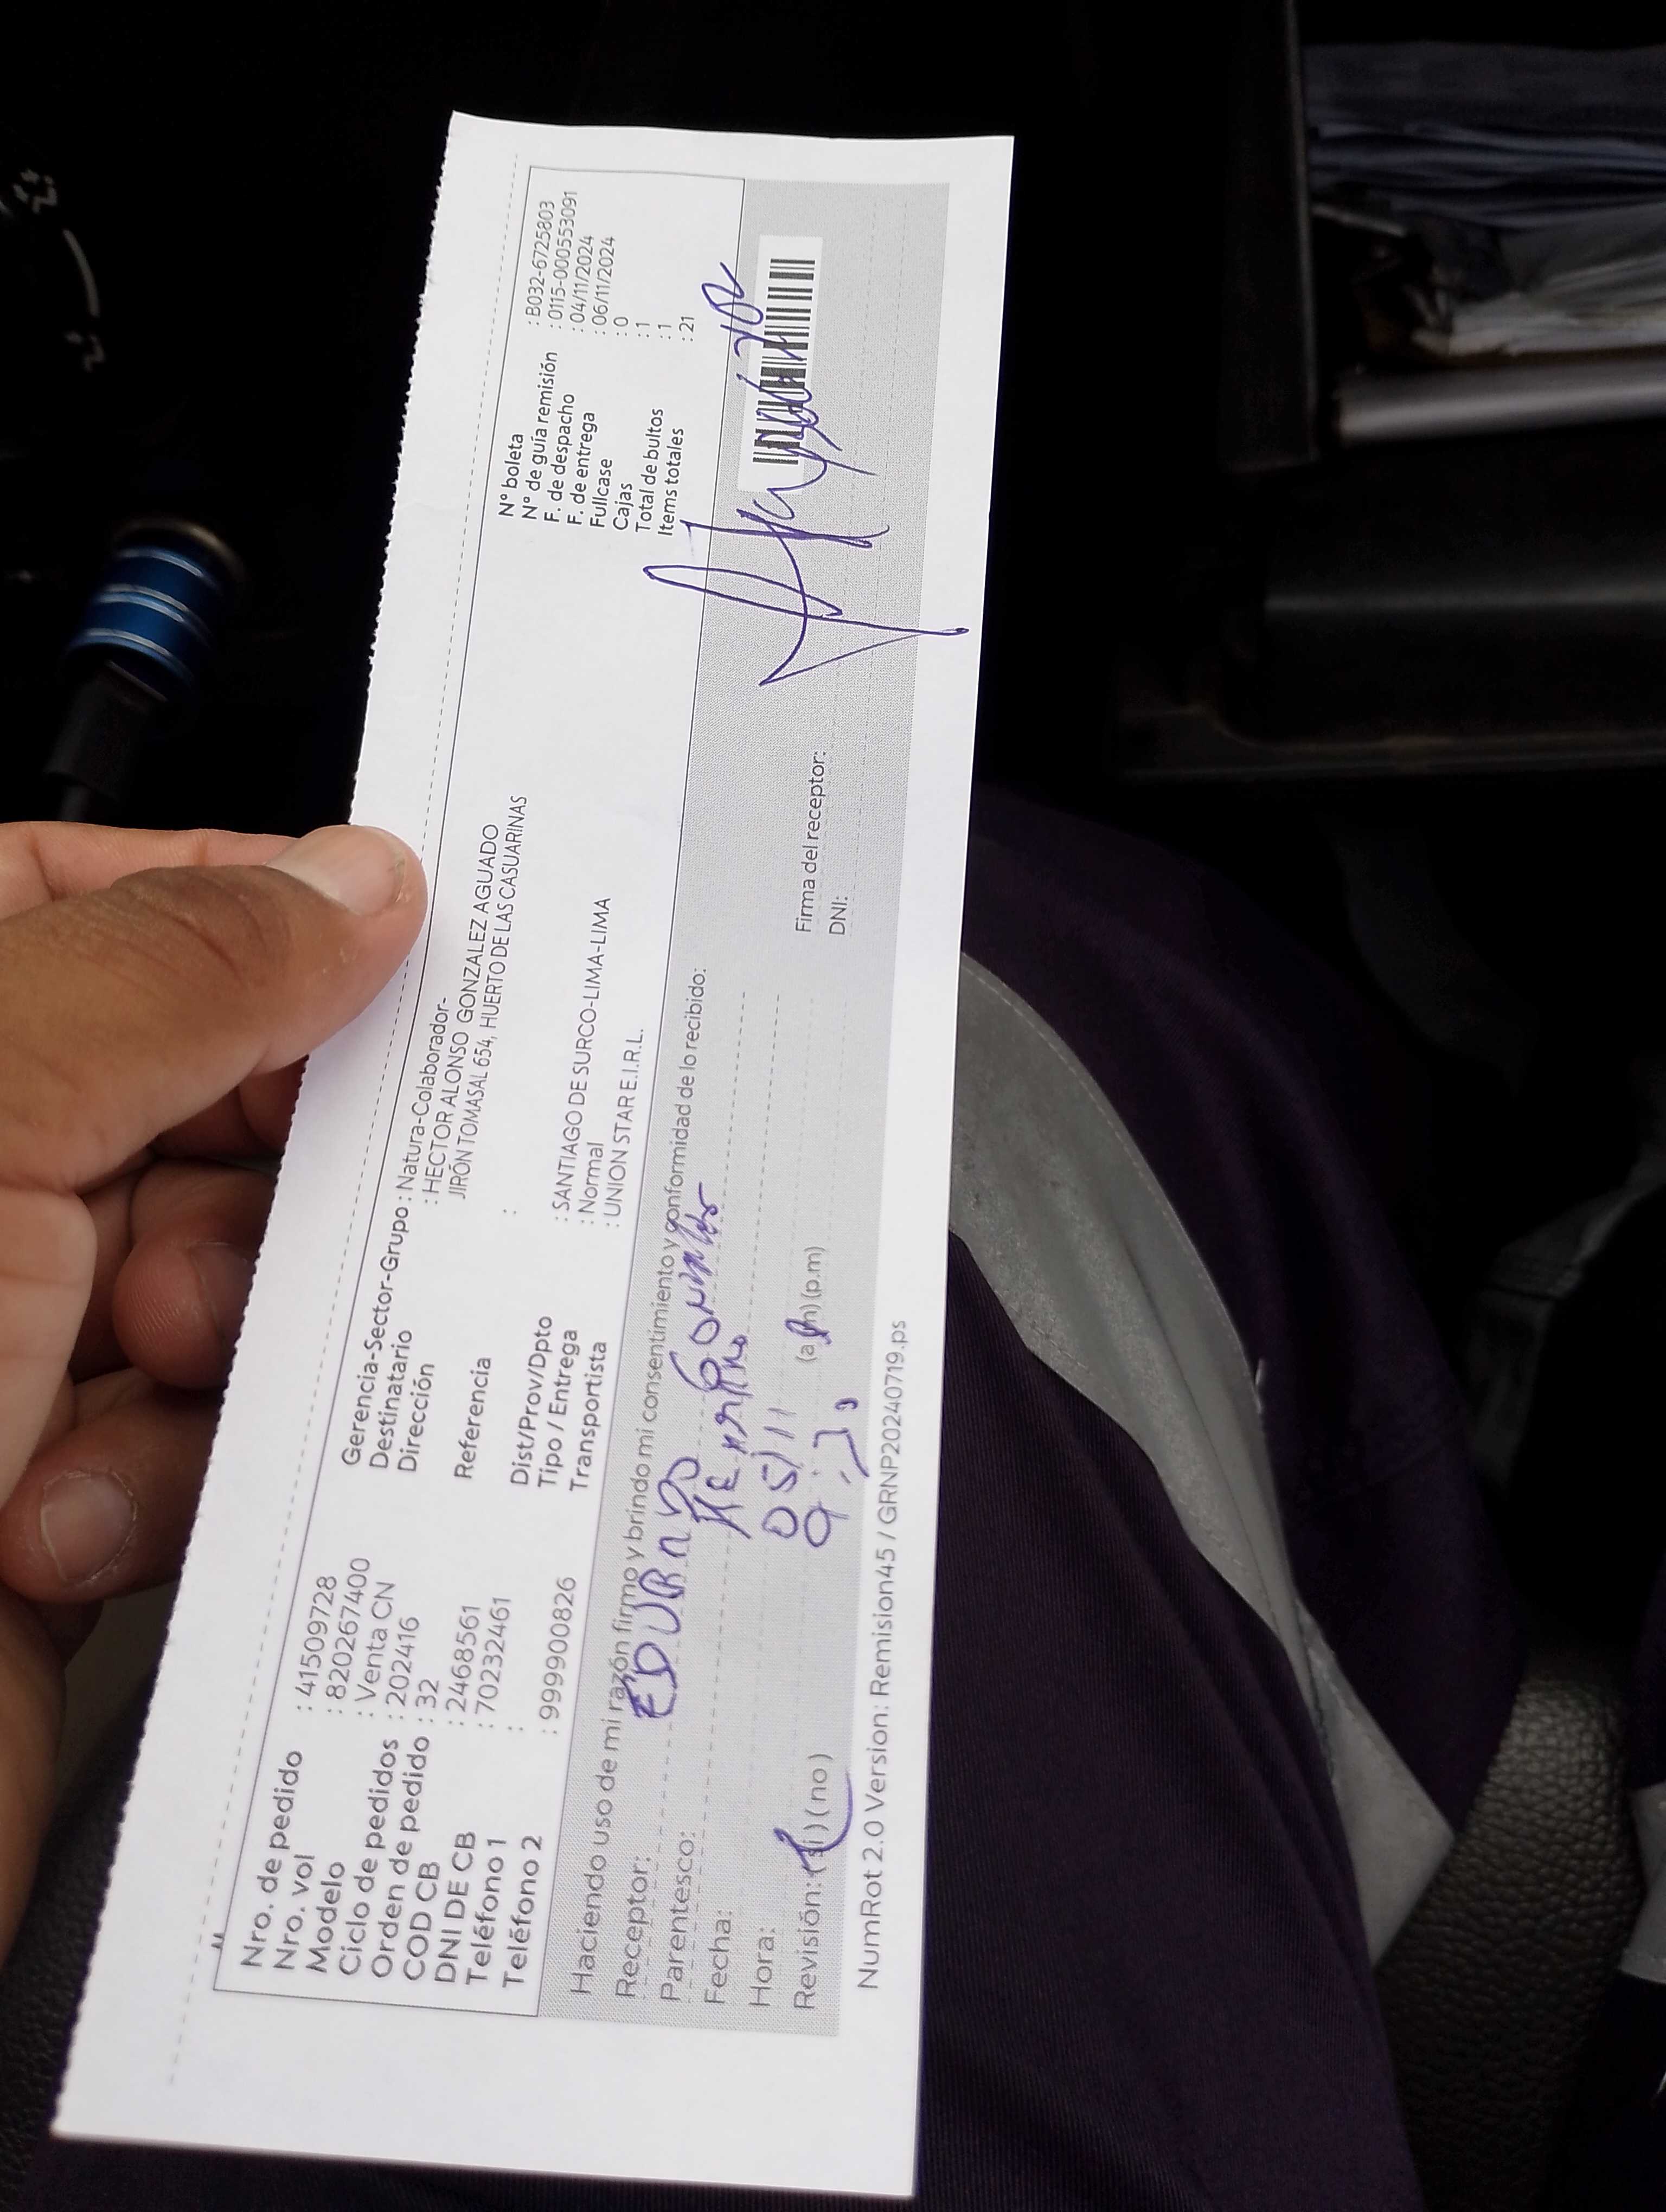 Nro. de pedido : 41509728
Nro. vol : 8202667400
Modelo : Venta CN
Ciclo de pedidos : 202416
Orden de pedido : 32
COD CB : 2468561
DNI DE CB : 70232461
Teléfono 1 :
Teléfono 2 : 999900826
Gerencia-Sector-Grupo : Natura-Colaborador-
Destinatario : HECTOR ALONSO GONZALEZ AGUADO
Dirección JIRÓN TOMASAL 654, HUERTO DE LAS CASUARINAS
Referencia :
Dist/Prov/Dpto : SANTIAGO DE SURCO-LIMA-LIMA
Tipo / Entrega : Normal
Transportista : UNION STAR E.I.R.L.
N° boleta : B032-6725803
N° de guía remisión : 0115-000553091
F. de despacho : 04/11/2024
F. de entrega : 06/11/2024
Fullcase : 0
Cajas : 1
Total de bultos : 1
Items totales : 21
Haciendo uso de mi razón firmo y brindo mi consentimiento y conformidad de lo recibido:
Receptor:
Parentesco:
Fecha: 05/11
Hora: (a.m) (p.m)
Revisión: (si) (no)
Firma del receptor:
DNI:
NumRot 2.0 Version: Remision45 / GRNP20240719.ps